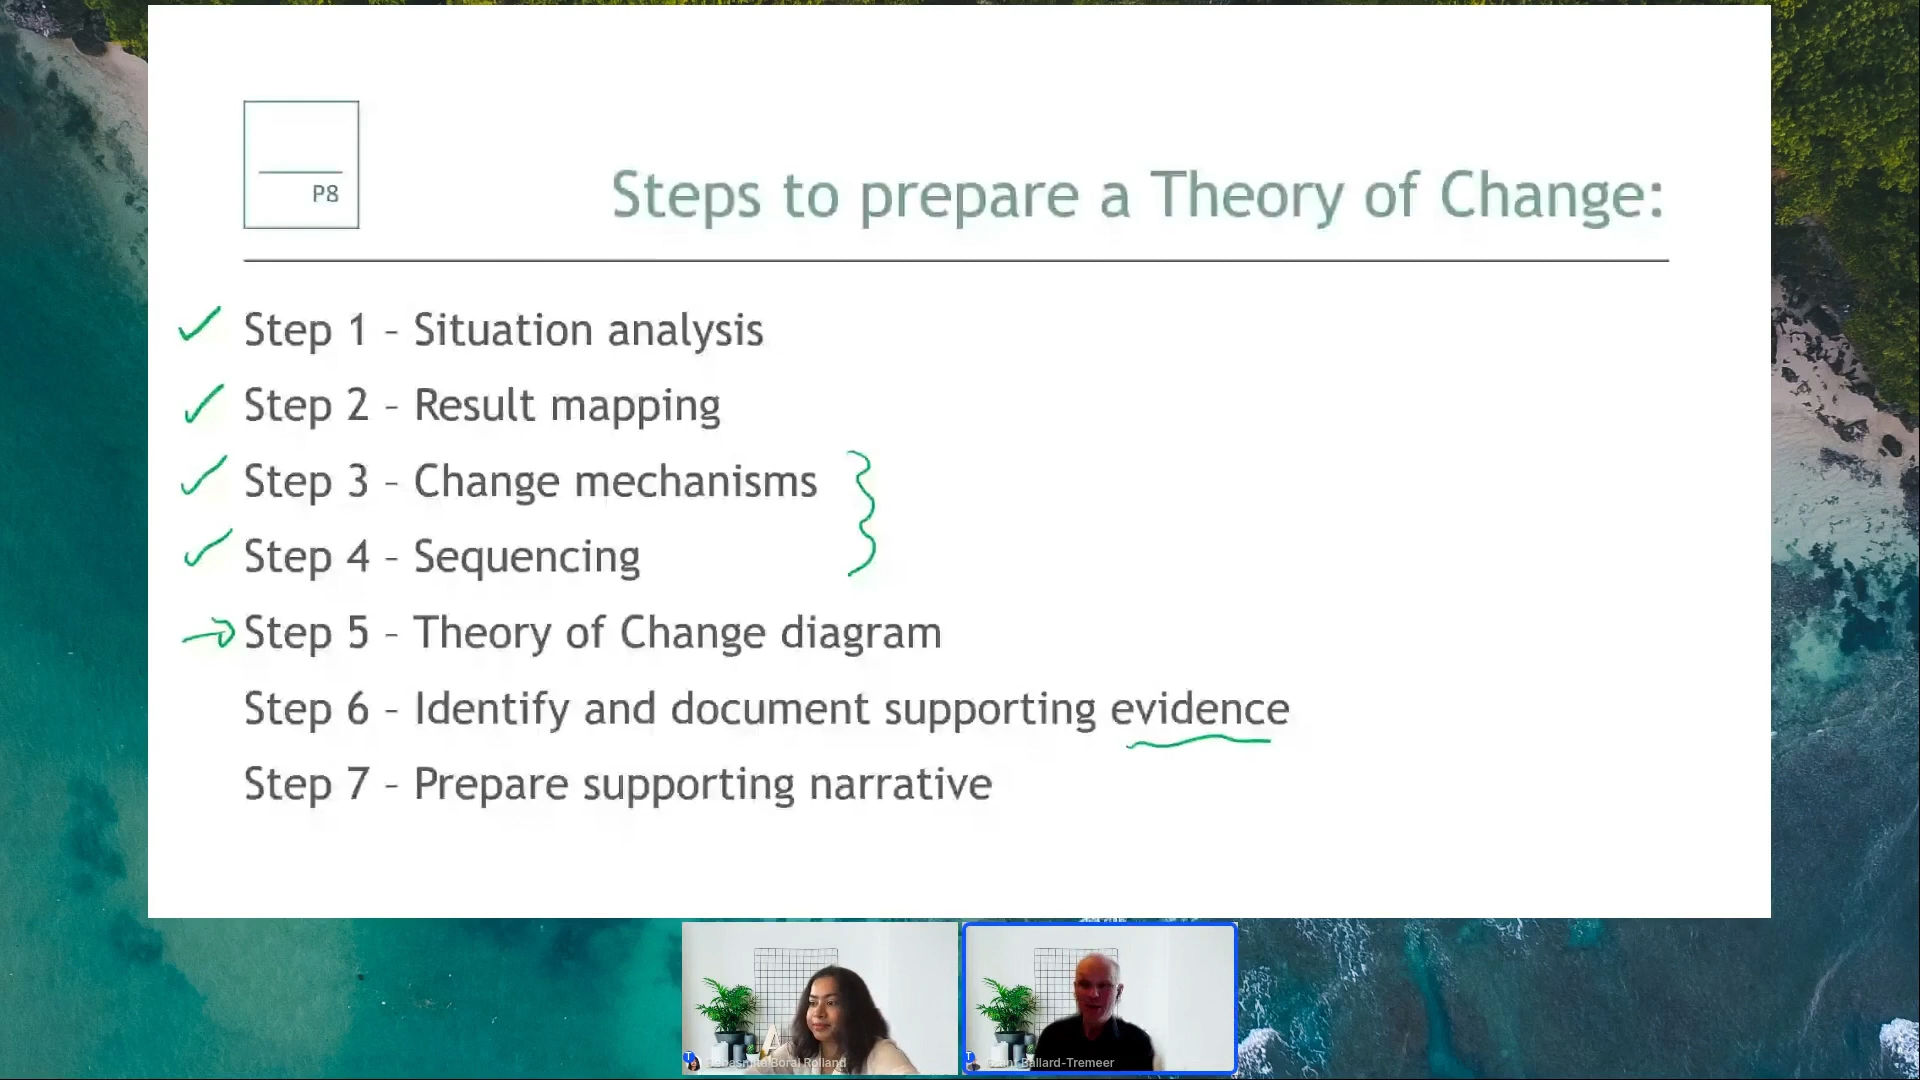 P8
Steps to prepare a Theory of Change:
Step 1 – Situation analysis
Step 2 – Result mapping
Step 3 – Change mechanisms
Step 4 – Sequencing
Step 5 – Theory of Change diagram
Step 6 – Identify and document supporting evidence
Step 7 – Prepare supporting narrative
Boral Rolland
Ballard-Tremeer